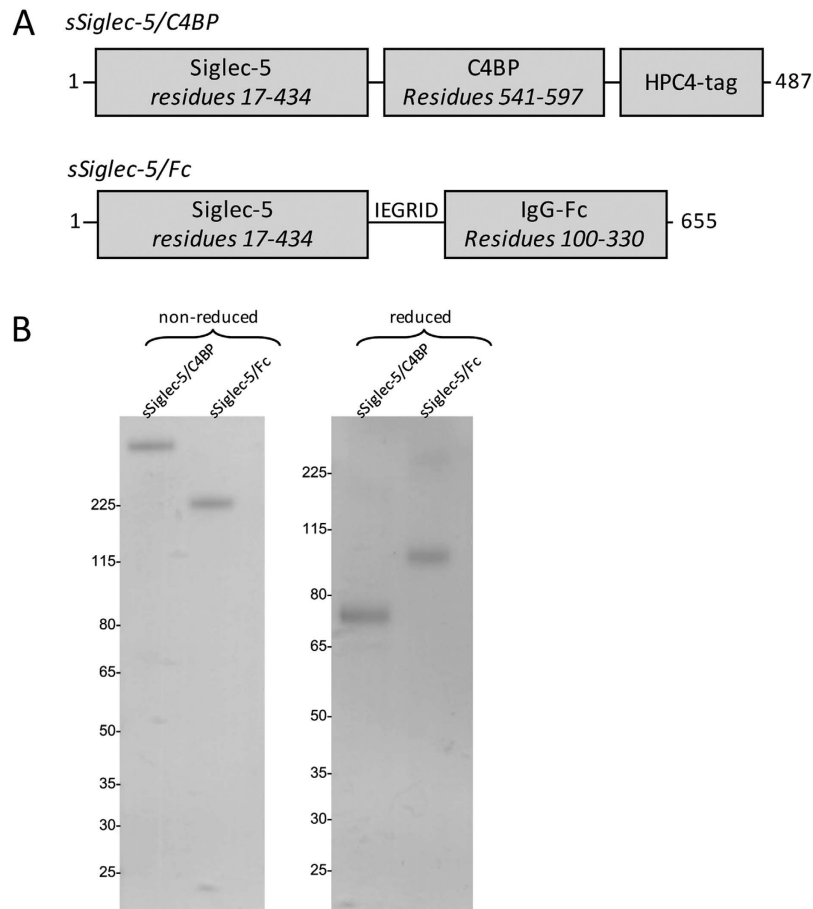 A
sSiglec-5/C4BP
1
Siglec-5
residues 17-434
C4BP
Residues 541-597
HPC4-tag
487
sSiglec-5/Fc
1
Siglec-5
residues 17-434
IEGRID
IgG-Fc
Residues 100-330
655
B
non-reduced
reduced
sSiglec-5/C4BP
sSiglec-5/Fc
sSiglec-5/C4BP
sSiglec-5/Fc
225-
115-
80-
65-
50-
35-
30-
25-
225-
115-
80-
65-
50-
35-
30-
25-